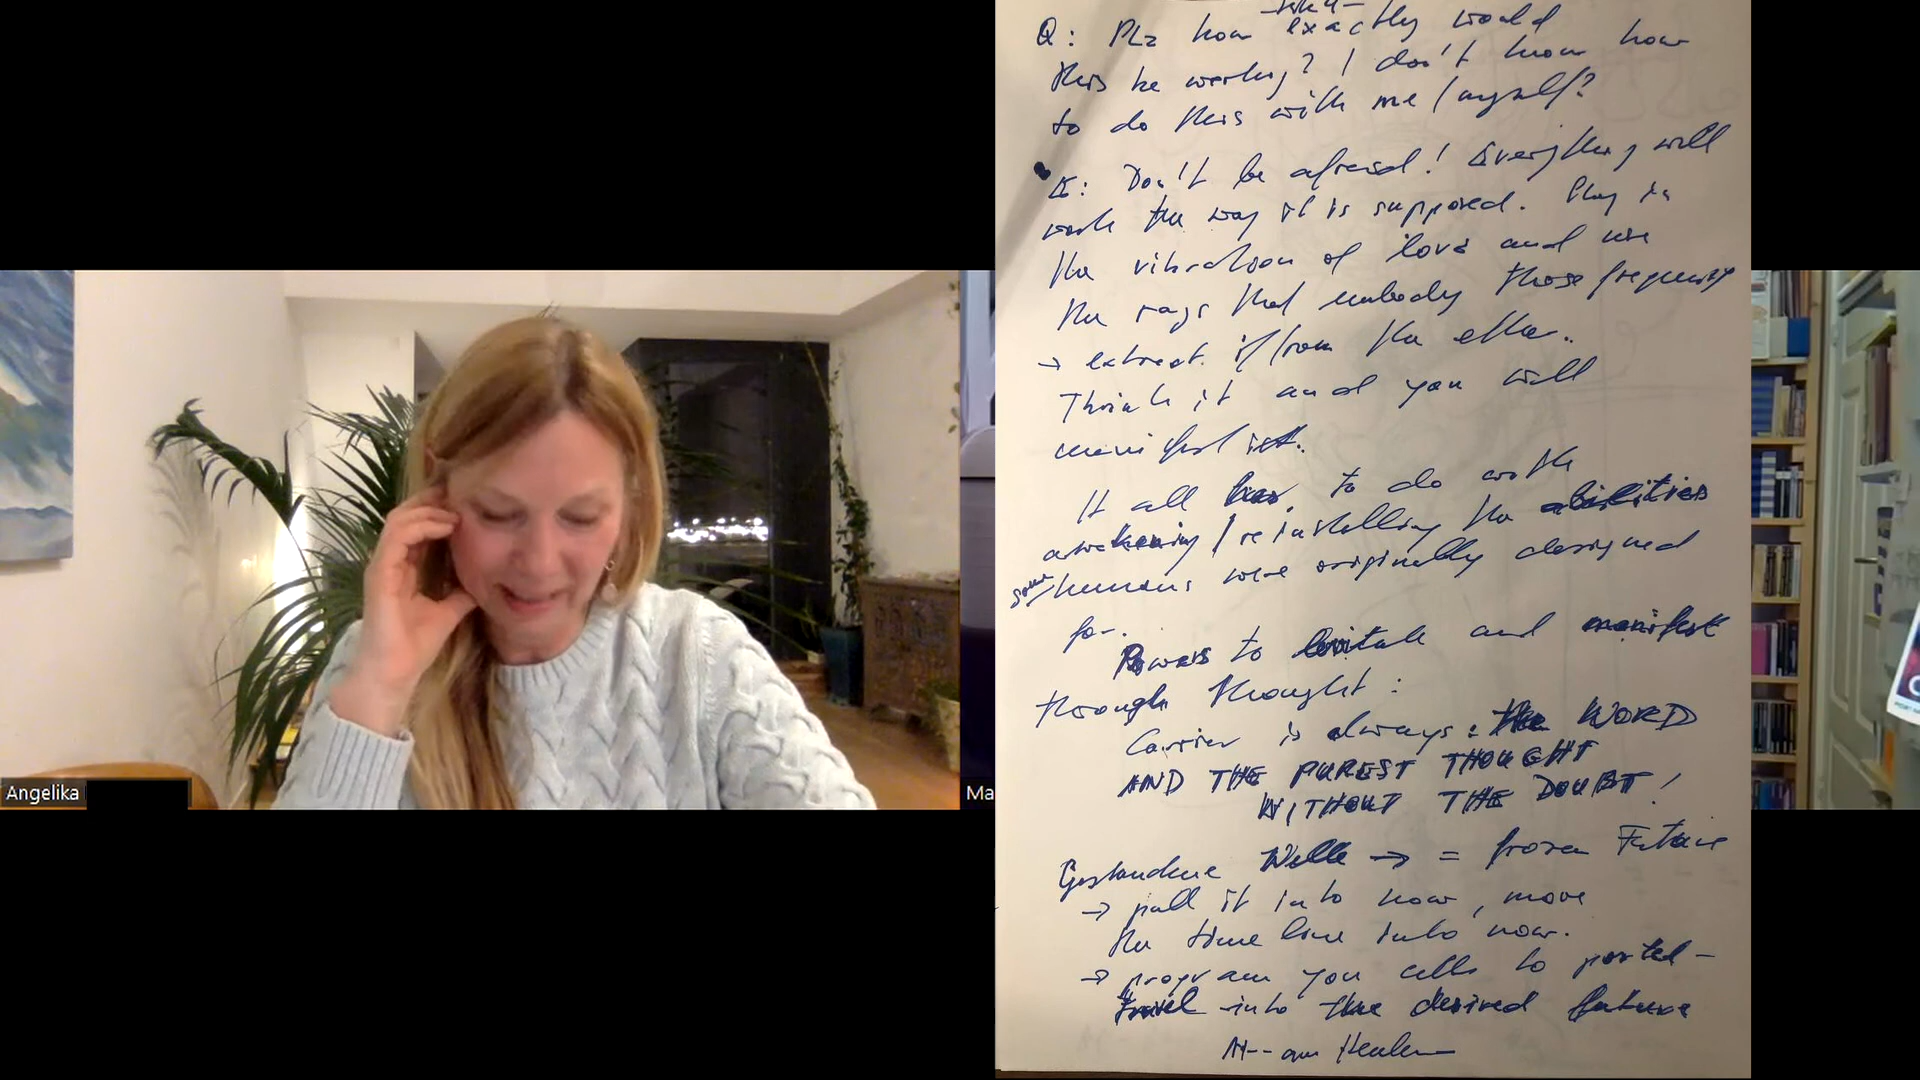 Q: PLz how exactly would
this be working? I don't know how
to do this with me / myself?
: Don't be afraid! Everything will
work the way it is supposed. Stay in
the vibration of love and use
the rays that embody those frequency
→ extract it from the ether.
Think it and you will
manifest it.
It all has to do with
awakening / reinstalling the abilities
some humans were originally designed
for.
Powers to levitate and manifest
through thought:
Carrier is always: the WORD
AND THE PUREST THOUGHT
WITHOUT THE DOUBT!
Gestandene Welle → = frozen Future
→ pull it into now, move
the time line into now.
→ program you cells to portal-
travel into the desired future
Angelika
Ma